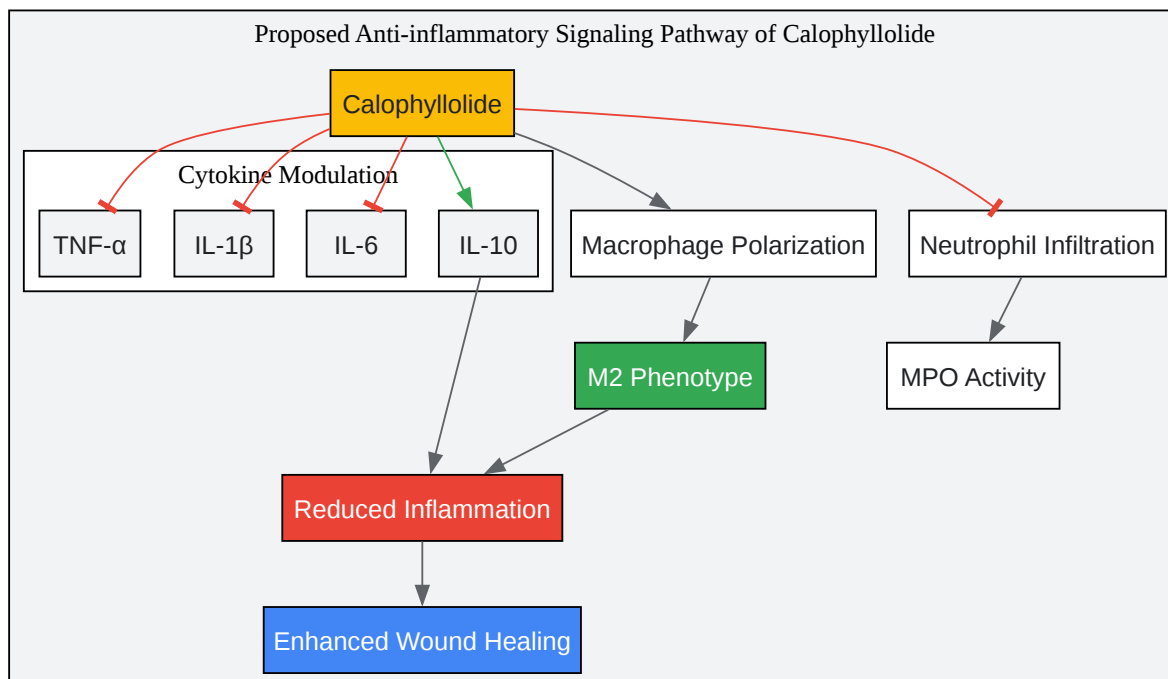 Proposed Anti-inflammatory Signaling Pathway of Calophyllolide
Calophyllolide
Cytokine Modulation
TNF-α
IL-1β
IL-6
IL-10
Macrophage Polarization
Neutrophil Infiltration
M2 Phenotype
MPO Activity
Reduced Inflammation
Enhanced Wound Healing